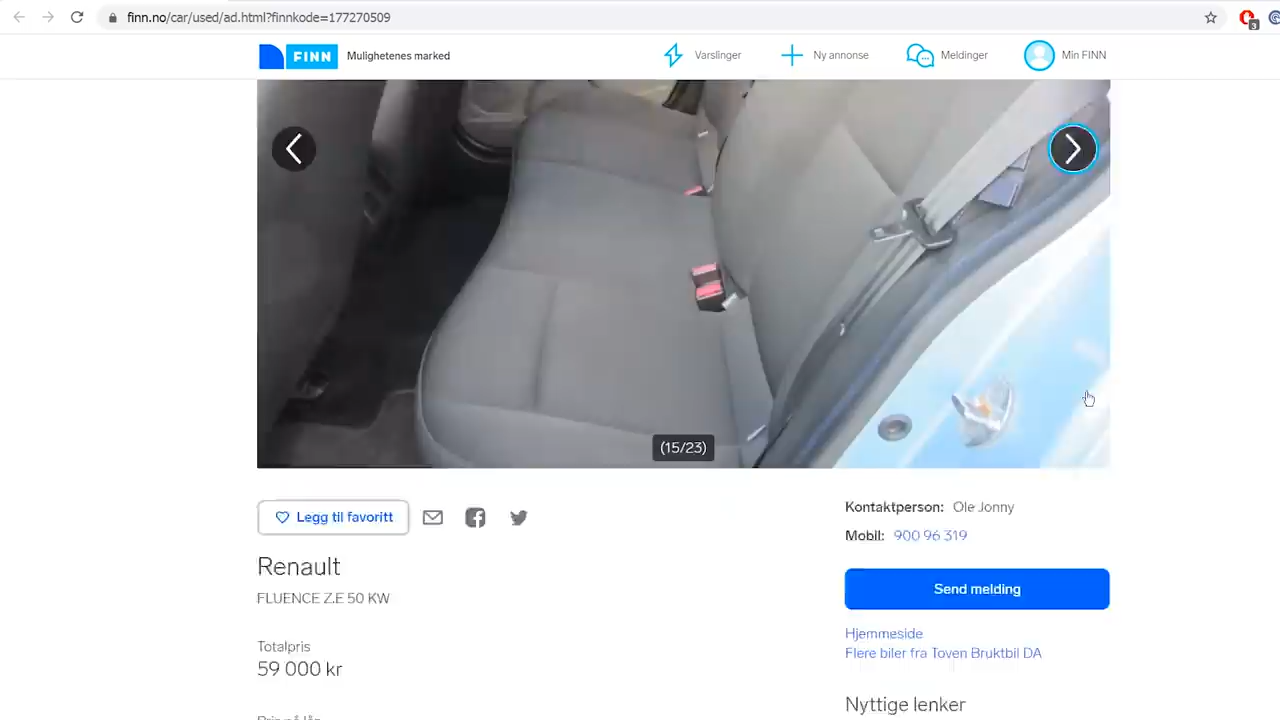 finn.no/car/used/ad.html?finnkode=177270509
3
FINN
Mulighetenes marked
Varslinger
Ny annonse
Meldinger
Min FINN
(15/23)
Legg til favoritt
Renault
FLUENCE Z.E 50 KW
Totalpris
59 000 kr
Kontaktperson: Ole Jonny
Mobil: 900 96 319
Send melding
Hjemmeside
Flere biler fra Toven Bruktbil DA
Nyttige lenker